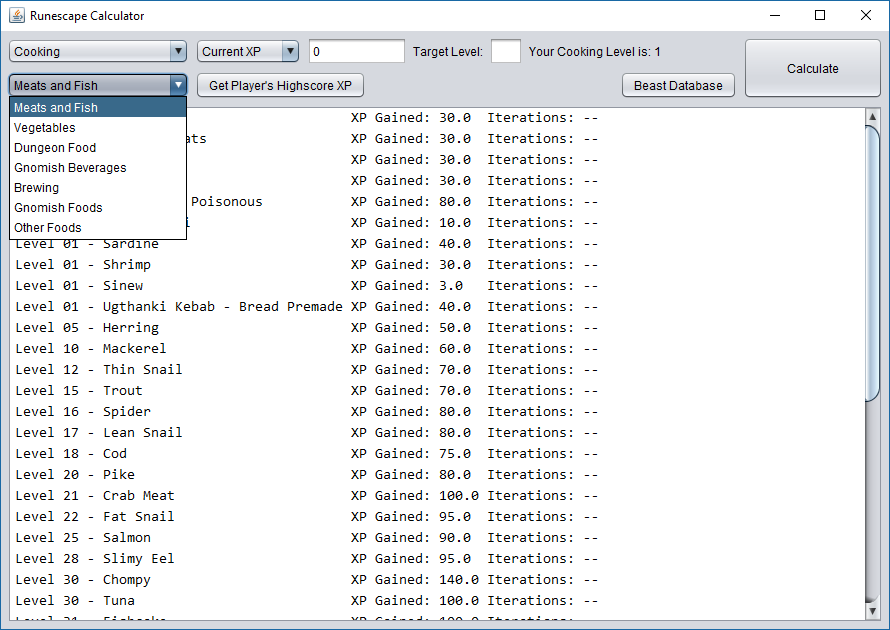 Runescape Calculator
Cooking Current XP 0 Target Level: Your Cooking Level is: 1 Calculate
Meats and Fish Get Player's Highscore XP Beast Database
Meats and Fish
Vegetables
Dungeon Food
Gnomish Beverages
Brewing
Gnomish Foods
Other Foods
XP Gained: 30.0 Iterations: --
ats XP Gained: 30.0 Iterations: --
XP Gained: 30.0 Iterations: --
XP Gained: 30.0 Iterations: --
Poisonous XP Gained: 80.0 Iterations: --
i XP Gained: 10.0 Iterations: --
Level 01 - Sardine XP Gained: 40.0 Iterations: --
Level 01 - Shrimp XP Gained: 30.0 Iterations: --
Level 01 - Sinew XP Gained: 3.0 Iterations: --
Level 01 - Ugthanki Kebab - Bread Premade XP Gained: 40.0 Iterations: --
Level 05 - Herring XP Gained: 50.0 Iterations: --
Level 10 - Mackerel XP Gained: 60.0 Iterations: --
Level 12 - Thin Snail XP Gained: 70.0 Iterations: --
Level 15 - Trout XP Gained: 70.0 Iterations: --
Level 16 - Spider XP Gained: 80.0 Iterations: --
Level 17 - Lean Snail XP Gained: 80.0 Iterations: --
Level 18 - Cod XP Gained: 75.0 Iterations: --
Level 20 - Pike XP Gained: 80.0 Iterations: --
Level 21 - Crab Meat XP Gained: 100.0 Iterations: --
Level 22 - Fat Snail XP Gained: 95.0 Iterations: --
Level 25 - Salmon XP Gained: 90.0 Iterations: --
Level 28 - Slimy Eel XP Gained: 95.0 Iterations: --
Level 30 - Chompy XP Gained: 140.0 Iterations: --
Level 30 - Tuna XP Gained: 100.0 Iterations: --